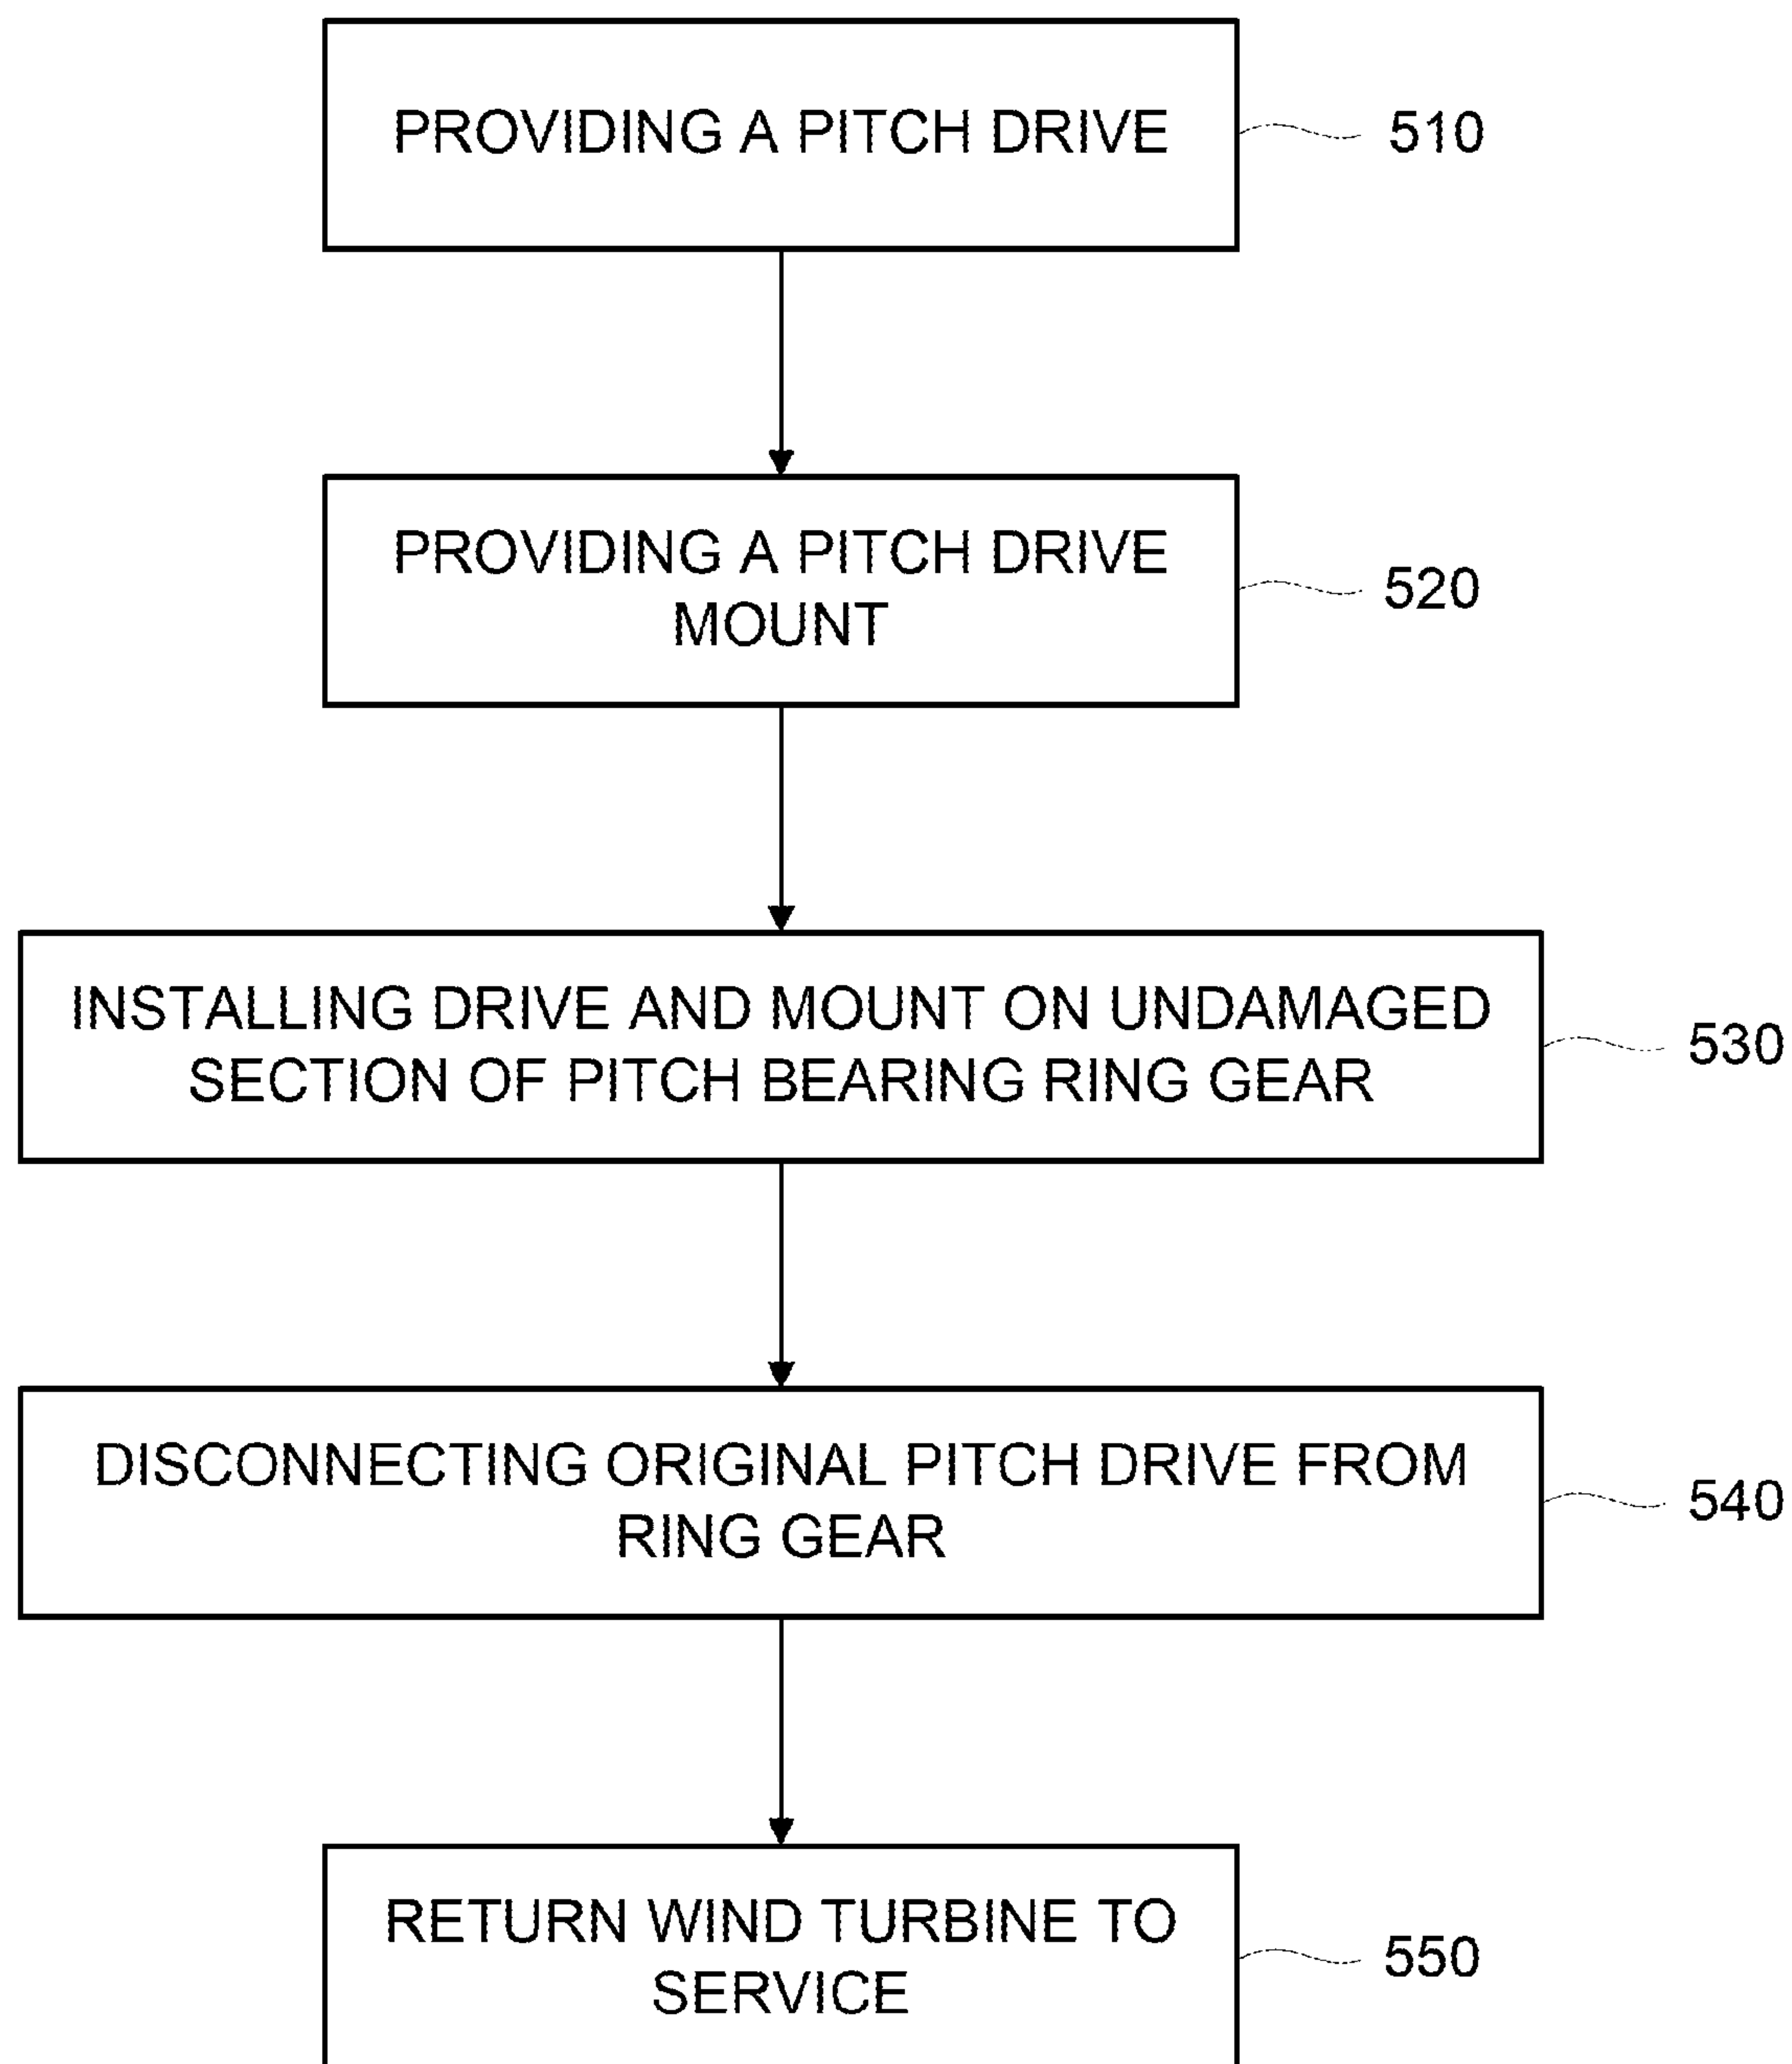 PROVIDING A PITCH DRIVE
510
PROVIDING A PITCH DRIVE
MOUNT
520
INSTALLING DRIVE AND MOUNT ON UNDAMAGED
SECTION OF PITCH BEARING RING GEAR
530
DISCONNECTING ORIGINAL PITCH DRIVE FROM
RING GEAR
540
RETURN WIND TURBINE TO
SERVICE
550